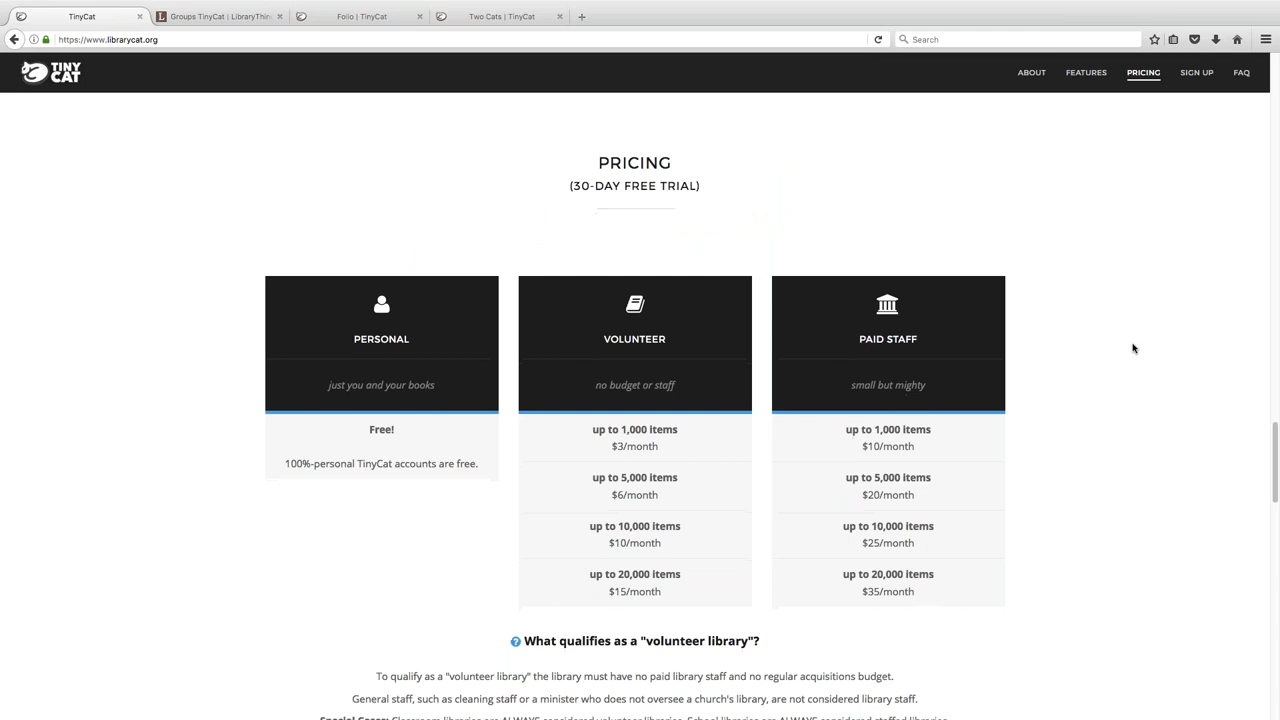 TinyCat
Groups TinyCat | LibraryThin
Folio | TinyCat
Two Cats | TinyCat
https://www.librarycat.org
Search
TINY
CAT
ABOUT
FEATURES
PRICING
SIGN UP
FAQ
PRICING
(30-DAY FREE TRIAL)
PERSONAL
just you and your books
Free!
100%-personal TinyCat accounts are free.
VOLUNTEER
no budget or staff
up to 1,000 items
$3/month
up to 5,000 items
$6/month
up to 10,000 items
$10/month
up to 20,000 items
$15/month
PAID STAFF
small but mighty
up to 1,000 items
$10/month
up to 5,000 items
$20/month
up to 10,000 items
$25/month
up to 20,000 items
$35/month
What qualifies as a "volunteer library"?
To qualify as a "volunteer library" the library must have no paid library staff and no regular acquisitions budget.
General staff, such as cleaning staff or a minister who does not oversee a church's library, are not considered library staff.
Special Cases: Classroom libraries are ALWAYS considered volunteer libraries. School libraries are ALWAYS considered staffed libraries.